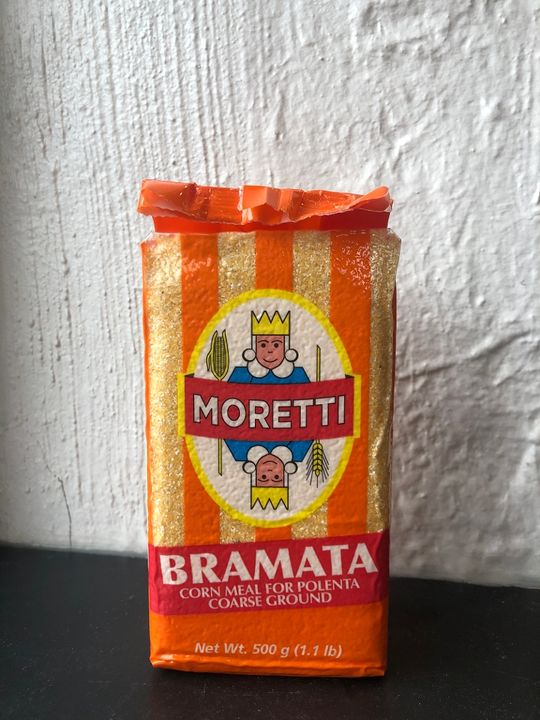 MORETTI
BRAMATA
CORN MEAL FOR POLENTA
COARSE GROUND
Net Wt. 500 g (1.1 lb)